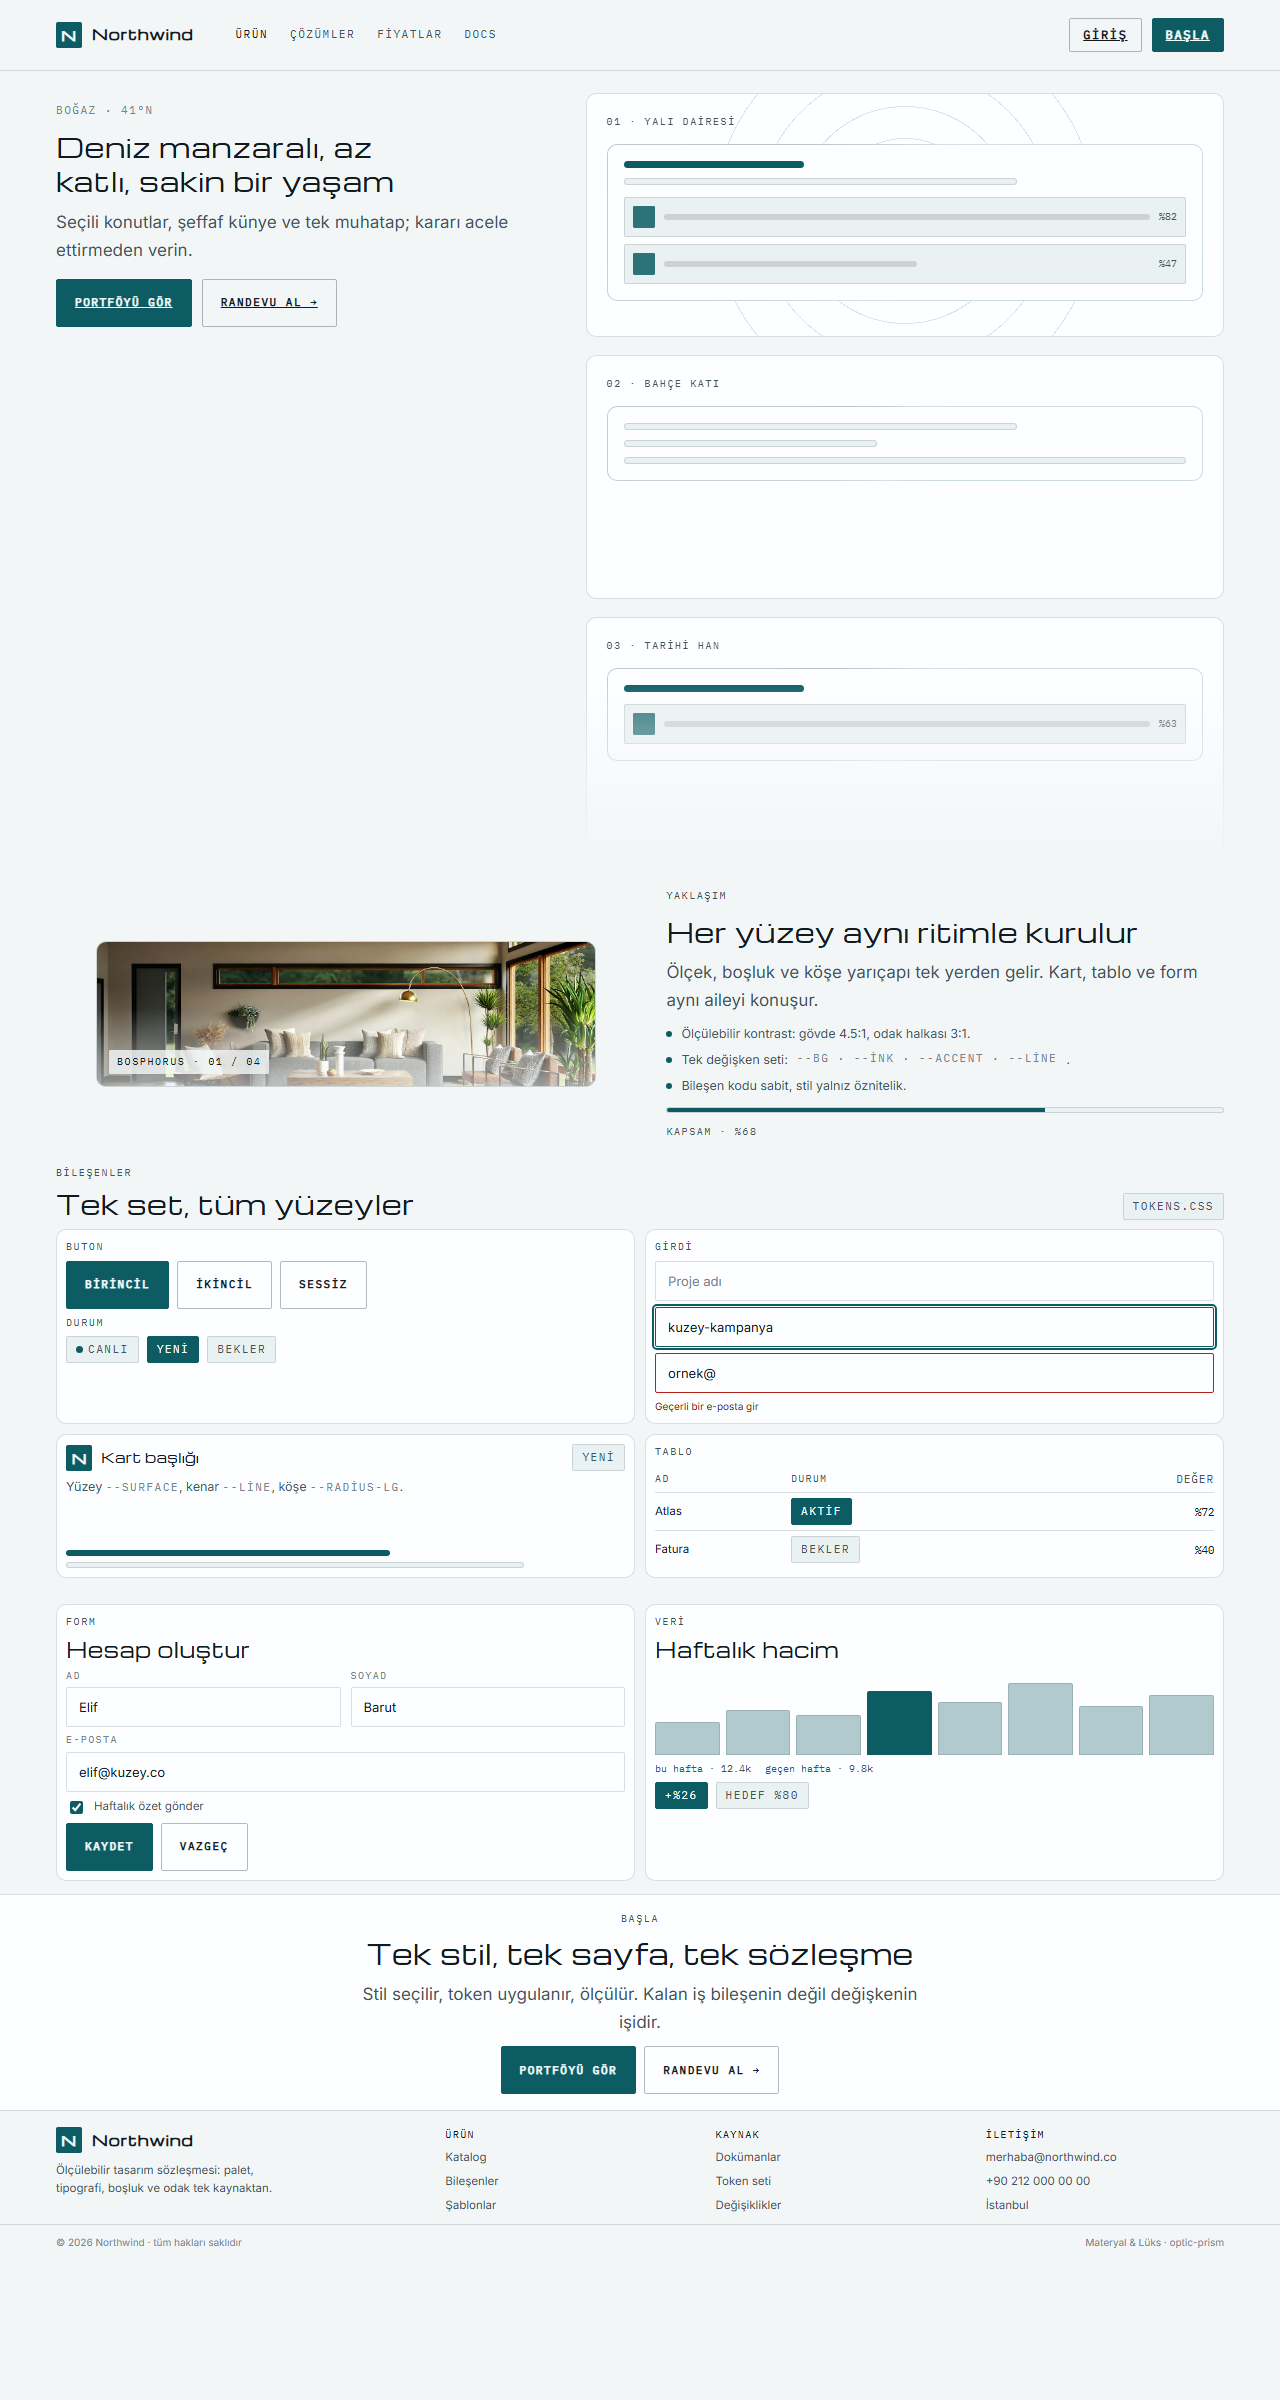 N Northwind ÜRÜN ÇÖZÜMLER FİYATLAR DOCS GİRİŞ BAŞLA
BOĞAZ · 41°N
Deniz manzaralı, az
katlı, sakin bir yaşam
Seçili konutlar, şeffaf künye ve tek muhatap; kararı acele
ettirmeden verin.
PORTFÖYÜ GÖR RANDEVU AL →
01 · YALI DAİRESİ
%82
%47
02 · BAHÇE KATI
03 · TARİHİ HAN
%63
BOSPHORUS · 01 / 04
YAKLAŞIM
Her yüzey aynı ritimle kurulur
Ölçek, boşluk ve köşe yarıçapı tek yerden gelir. Kart, tablo ve form
aynı aileyi konuşur.
Ölçülebilir kontrast: gövde 4.5:1, odak halkası 3:1.
Tek değişken seti: --BG · --İNK · --ACCENT · --LİNE .
Bileşen kodu sabit, stil yalnız öznitelik.
KAPSAM · %68
BİLEŞENLER
Tek set, tüm yüzeyler
TOKENS.CSS
BUTON
BİRİNCİL İKİNCİL SESSİZ
DURUM
CANLI YENİ BEKLER
GİRDİ
Proje adı
kuzey-kampanya
ornek@
Geçerli bir e-posta gir
N Kart başlığı YENİ
Yüzey --SURFACE, kenar --LİNE, köşe --RADİUS-LG.
TABLO
AD DURUM DEĞER
Atlas AKTİF %72
Fatura BEKLER %40
FORM
Hesap oluştur
AD SOYAD
Elif Barut
E-POSTA
elif@kuzey.co
Haftalık özet gönder
KAYDET VAZGEÇ
VERİ
Haftalık hacim
bu hafta · 12.4k geçen hafta · 9.8k
+%26 HEDEF %80
BAŞLA
Tek stil, tek sayfa, tek sözleşme
Stil seçilir, token uygulanır, ölçülür. Kalan iş bileşenin değil değişkenin
işidir.
PORTFÖYÜ GÖR RANDEVU AL →
N Northwind
Ölçülebilir tasarım sözleşmesi: palet,
tipografi, boşluk ve odak tek kaynaktan.
ÜRÜN
Katalog
Bileşenler
Şablonlar
KAYNAK
Dokümanlar
Token seti
Değişiklikler
İLETİŞİM
merhaba@northwind.co
+90 212 000 00 00
İstanbul
© 2026 Northwind · tüm hakları saklıdır
Materyal & Lüks · optic-prism